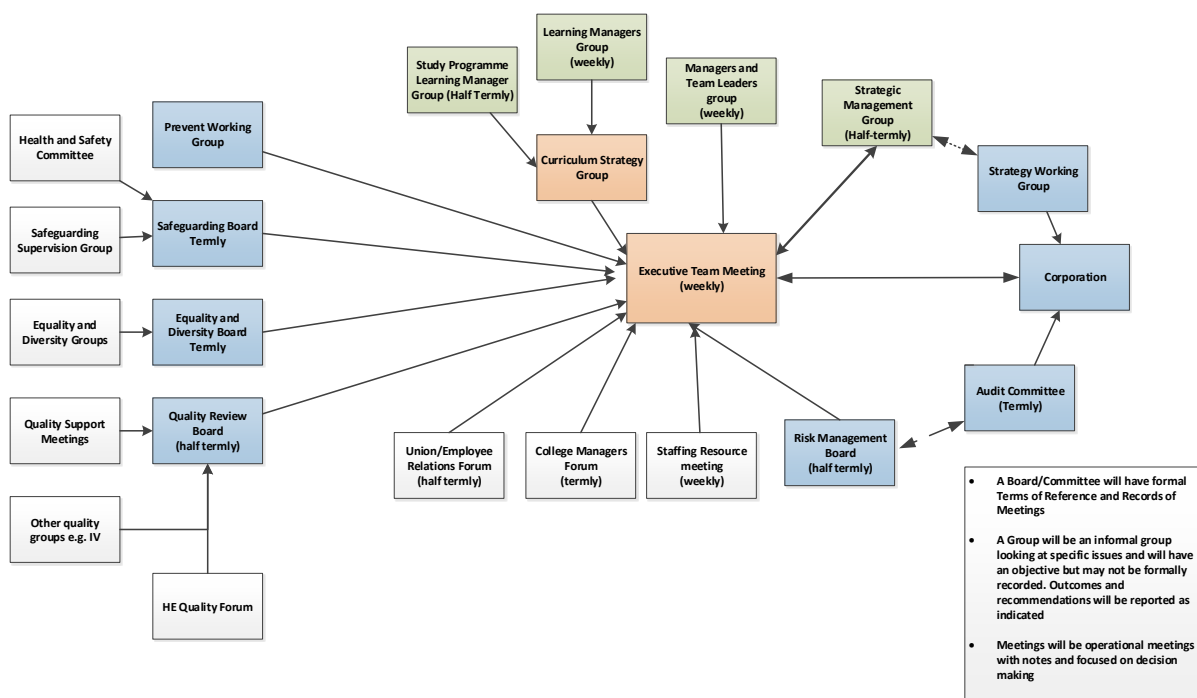 Learning Managers
Group
(weekly)
Study Programme
Learning Manager
Group (Half Termly)
Managers and
Team Leaders
group
(weekly)
Strategic
Management
Group
(Half-termly)
Health and Safety
Committee
Prevent Working
Group
Curriculum Strategy
Group
Strategy Working
Group
Safeguarding
Supervision Group
Safeguarding Board
Termly
Executive Team Meeting
(weekly)
Corporation
Equality and
Diversity Groups
Equality and
Diversity Board
Termly
Quality Support
Meetings
Quality Review
Board
(half termly)
Union/Employee
Relations Forum
(half termly)
College Managers
Forum
(termly)
Staffing Resource
meeting
(weekly)
Risk Management
Board
(half termly)
Audit Committee
(Termly)
Other quality
groups e.g. IV
HE Quality Forum
• A Board/Committee will have formal
Terms of Reference and Records of
Meetings
• A Group will be an informal group
looking at specific issues and will have
an objective but may not be formally
recorded. Outcomes and
recommendations will be reported as
indicated
• Meetings will be operational meetings
with notes and focused on decision
making